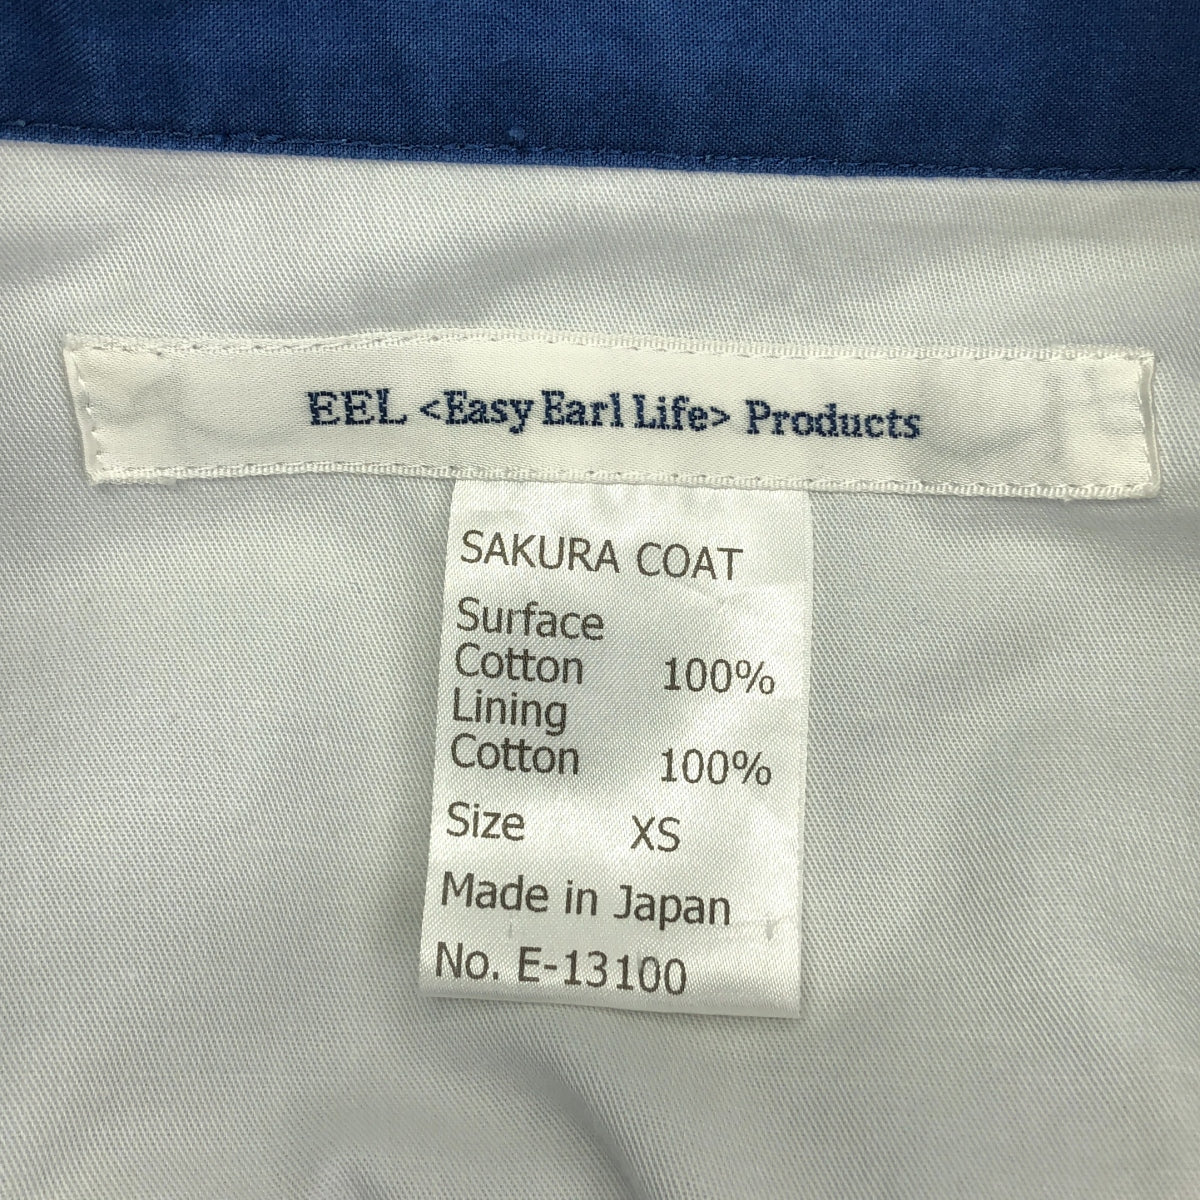 EEL <Easy Earl Life> Products
SAKURA COAT
Surface
Cotton 100%
Lining
Cotton 100%
Size XS
Made in Japan
No. E-13100